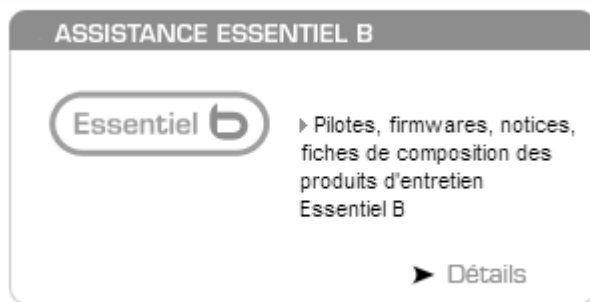 ASSISTANCE ESSENTIEL B
Essentiel b
Pilotes, firmwares, notices,
fiches de composition des
produits d'entretien
Essentiel B
Détails